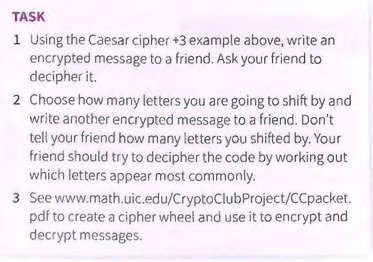 TASK
1 Using the Caesar cipher +3 example above, write an
encrypted message to a friend. Ask your friend to
decipher it.
2 Choose how many letters you are going to shift by and
write another encrypted message to a friend. Don't
tell your friend how many letters you shifted by. Your
friend should try to decipher the code by working out
which letters appear most commonly.
3 See www.math.uic.edu/CryptoClubProject/CCpacket.
pdf to create a cipher wheel and use it to encrypt and
decrypt messages.